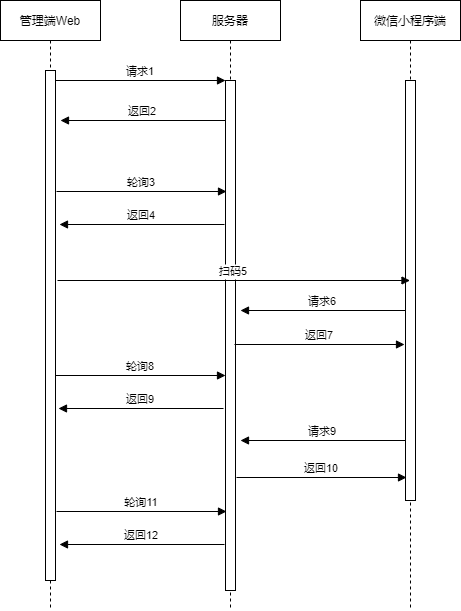 管理端Web
服务器
微信小程序端
请求1
返回2
轮询3
返回4
扫码5
请求6
返回7
轮询8
返回9
请求9
返回10
轮询11
返回12